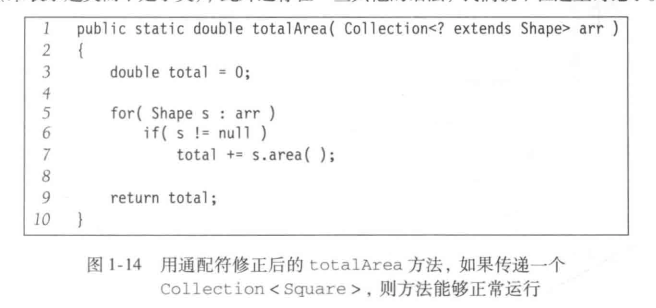 1 public static double totalArea( Collection<? extends Shape> arr )
2 {
3 double total = 0;
4
5 for( Shape s : arr )
6 if( s != null )
7 total += s.area( );
8
9 return total;
10 }
图 1-14 用通配符修正后的 totalArea 方法，如果传递一个
Collection < Square >，则方法能够正常运行